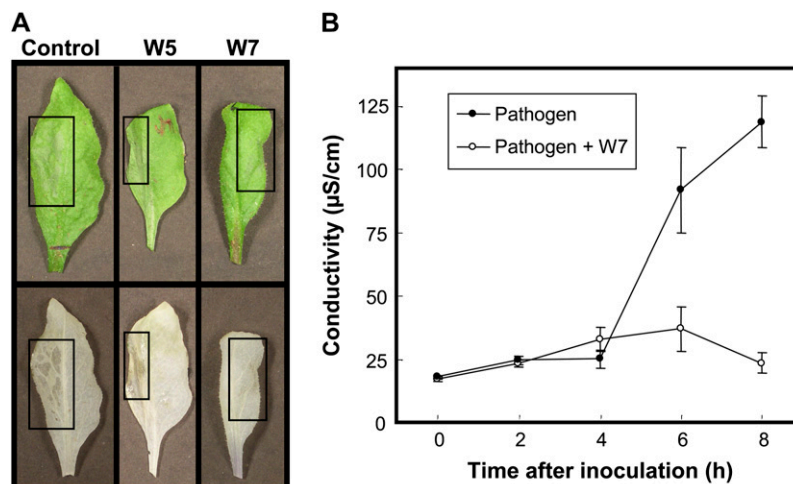 A
Control W5 W7
B
125
100
75
50
25
0
Conductivity (µS/cm)
Pathogen
Pathogen + W7
0 2 4 6 8
Time after inoculation (h)